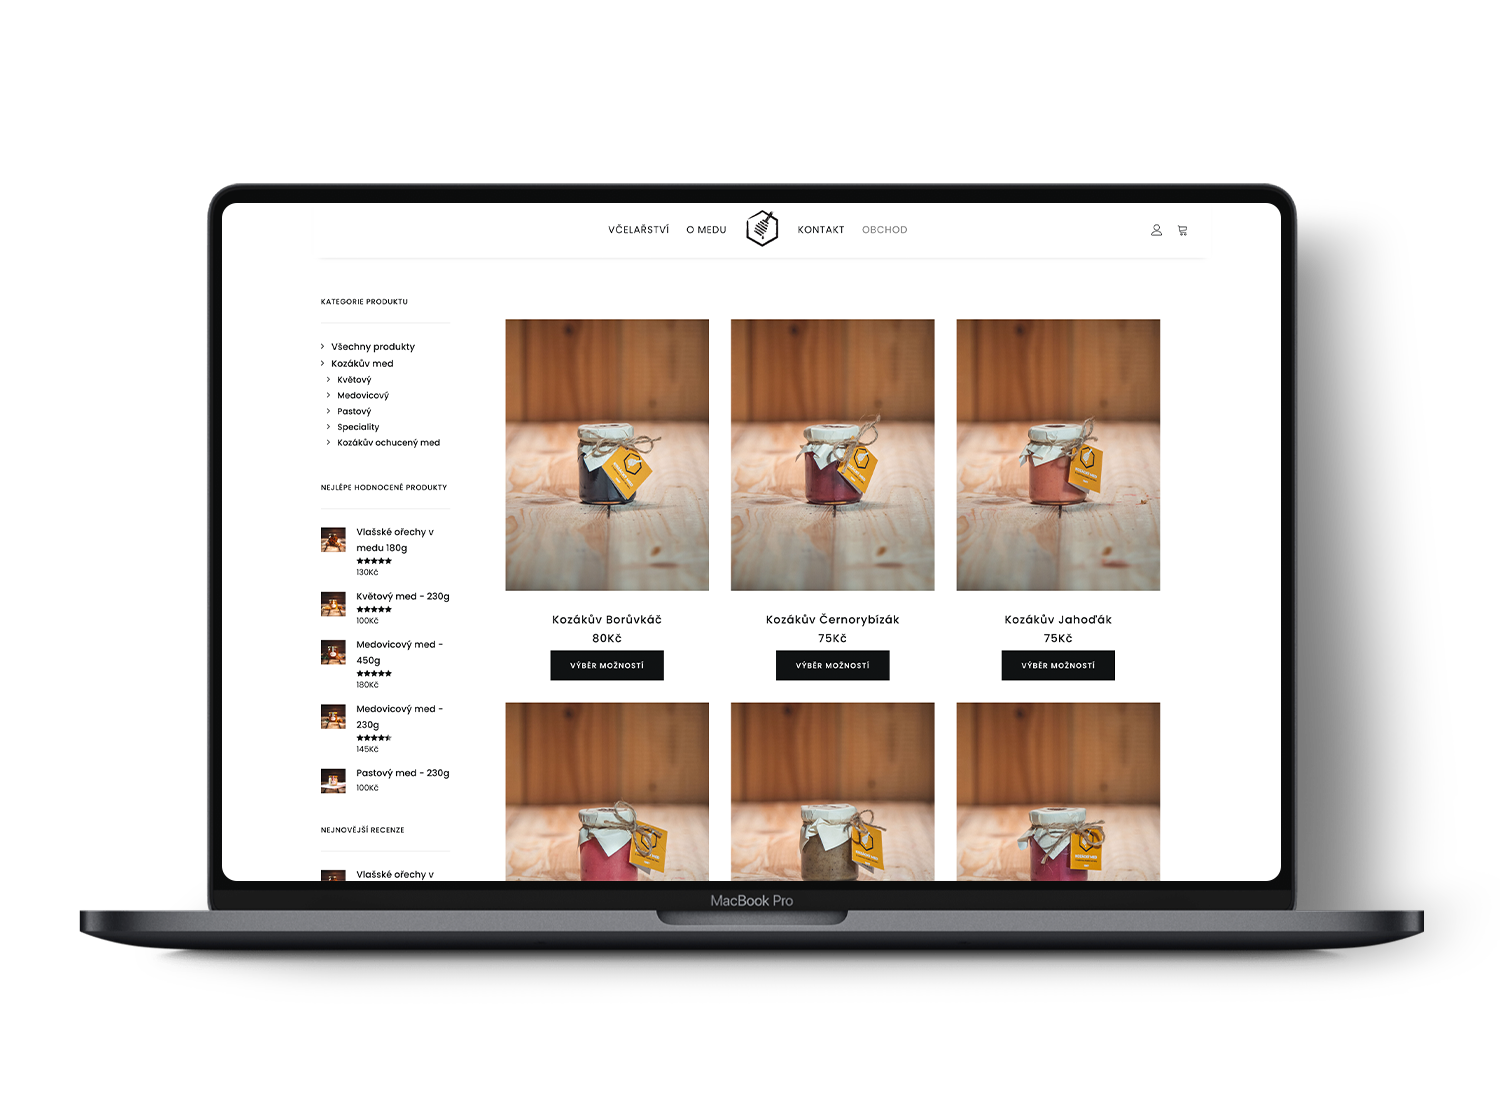 VČELAŘSTVÍ O MEDU KONTAKT OBCHOD
KATEGORIE PRODUKTU
Všechny produkty
Kozákův med
Květový
Medovicový
Pastový
Speciality
Kozákův ochucený med
NEJLÉPE HODNOCENÉ PRODUKTY
Vlašské ořechy v
medu 180g
130Kč
Květový med - 230g
100Kč
Medovicový med -
450g
180Kč
Medovicový med -
230g
145Kč
Pastový med - 230g
100Kč
NEJNOVĚJŠÍ RECENZE
Vlašské ořechy v
Kozákův Borůvkáč
80Kč
VÝBĚR MOŽNOSTÍ
Kozákův Černorybízák
75Kč
VÝBĚR MOŽNOSTÍ
Kozákův Jahoďák
75Kč
VÝBĚR MOŽNOSTÍ
MacBook Pro